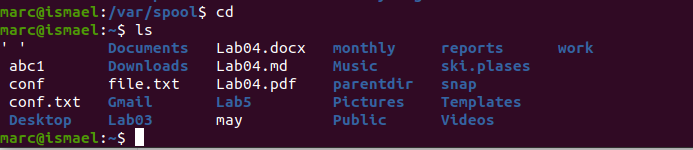 marc@ismael:/var/spool$ cd
marc@ismael:~$ ls
' ' Documents Lab04.docx monthly reports work
abc1 Downloads Lab04.md Music ski.plases
conf file.txt Lab04.pdf parentdir snap
conf.txt Gmail Lab5 Pictures Templates
Desktop Lab03 may Public Videos
marc@ismael:~$